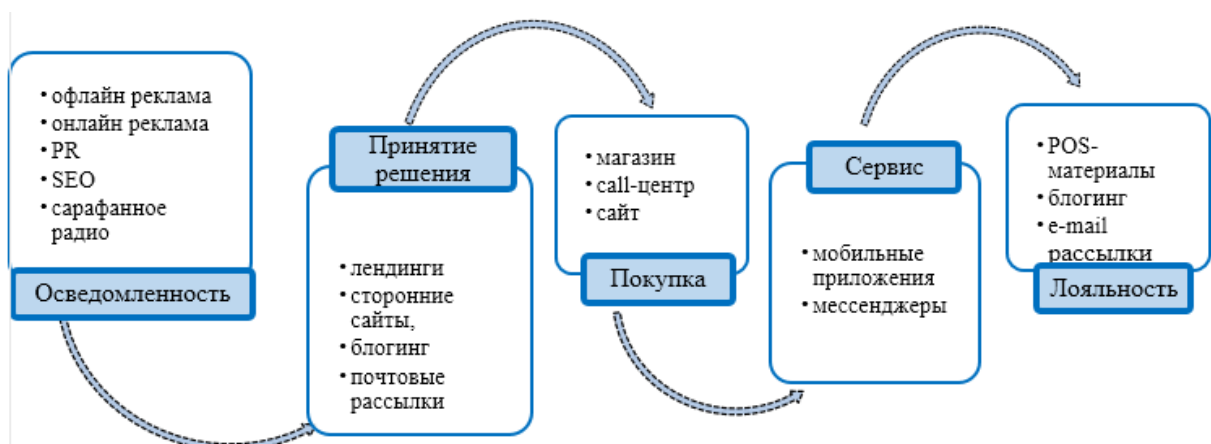 • офлайн реклама
• онлайн реклама
• PR
• SEO
• сарафанное
радио
Осведомленность
Принятие
решения
• лендинги
• сторонние
сайты,
• блогинг
• почтовые
рассылки
• магазин
• call-центр
• сайт
Покупка
Сервис
• мобильные
приложения
• мессенджеры
• POS-
материалы
• блогинг
• e-mail
рассылки
Лояльность